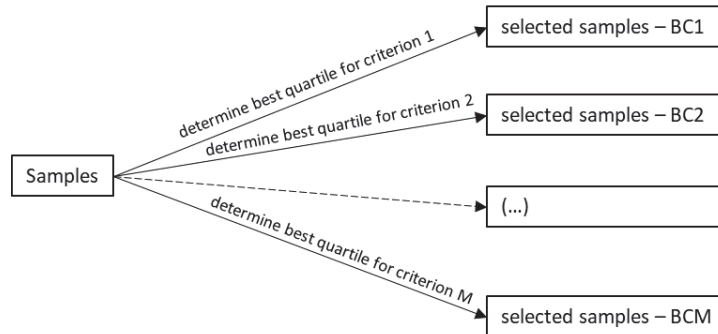 selected samples – BC1
determine best quartile for criterion 1
selected samples – BC2
determine best quartile for criterion 2
Samples
(...)
determine best quartile for criterion M
selected samples – BCM